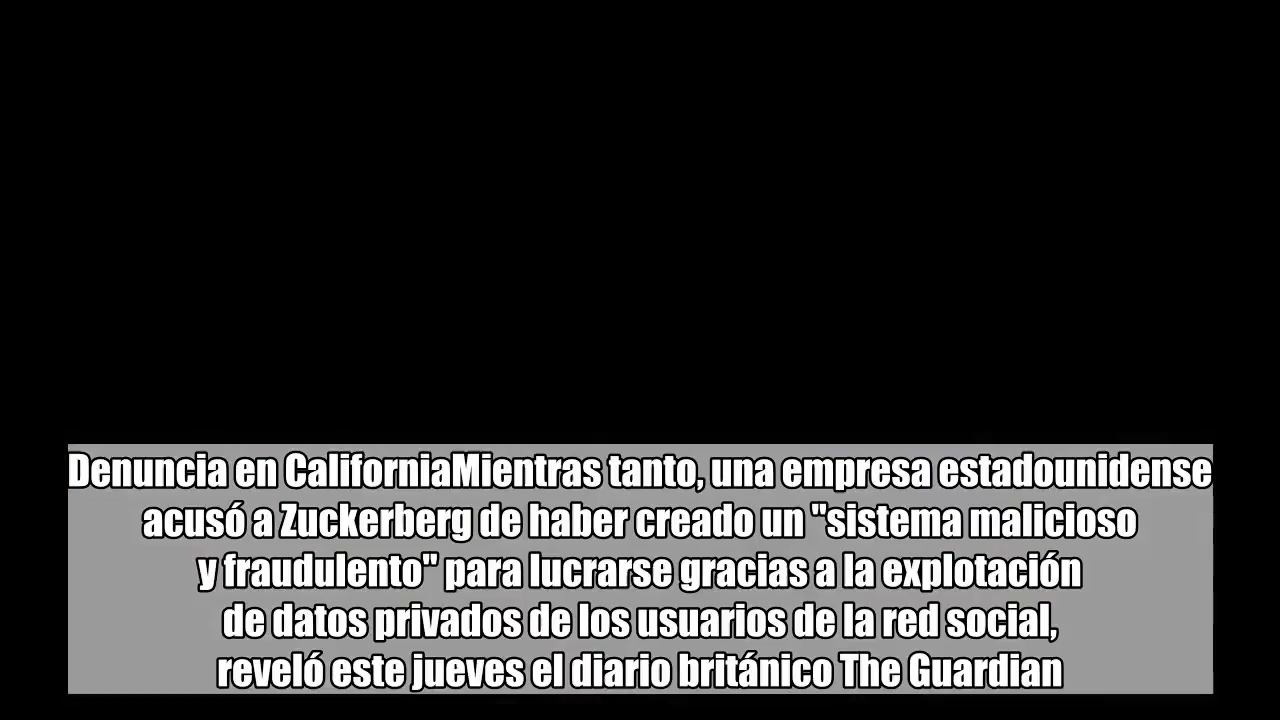 Denuncia en CaliforniaMientras tanto, una empresa estadounidense
acusó a Zuckerberg de haber creado un "sistema malicioso
y fraudulento" para lucrarse gracias a la explotación
de datos privados de los usuarios de la red social,
reveló este jueves el diario británico The Guardian